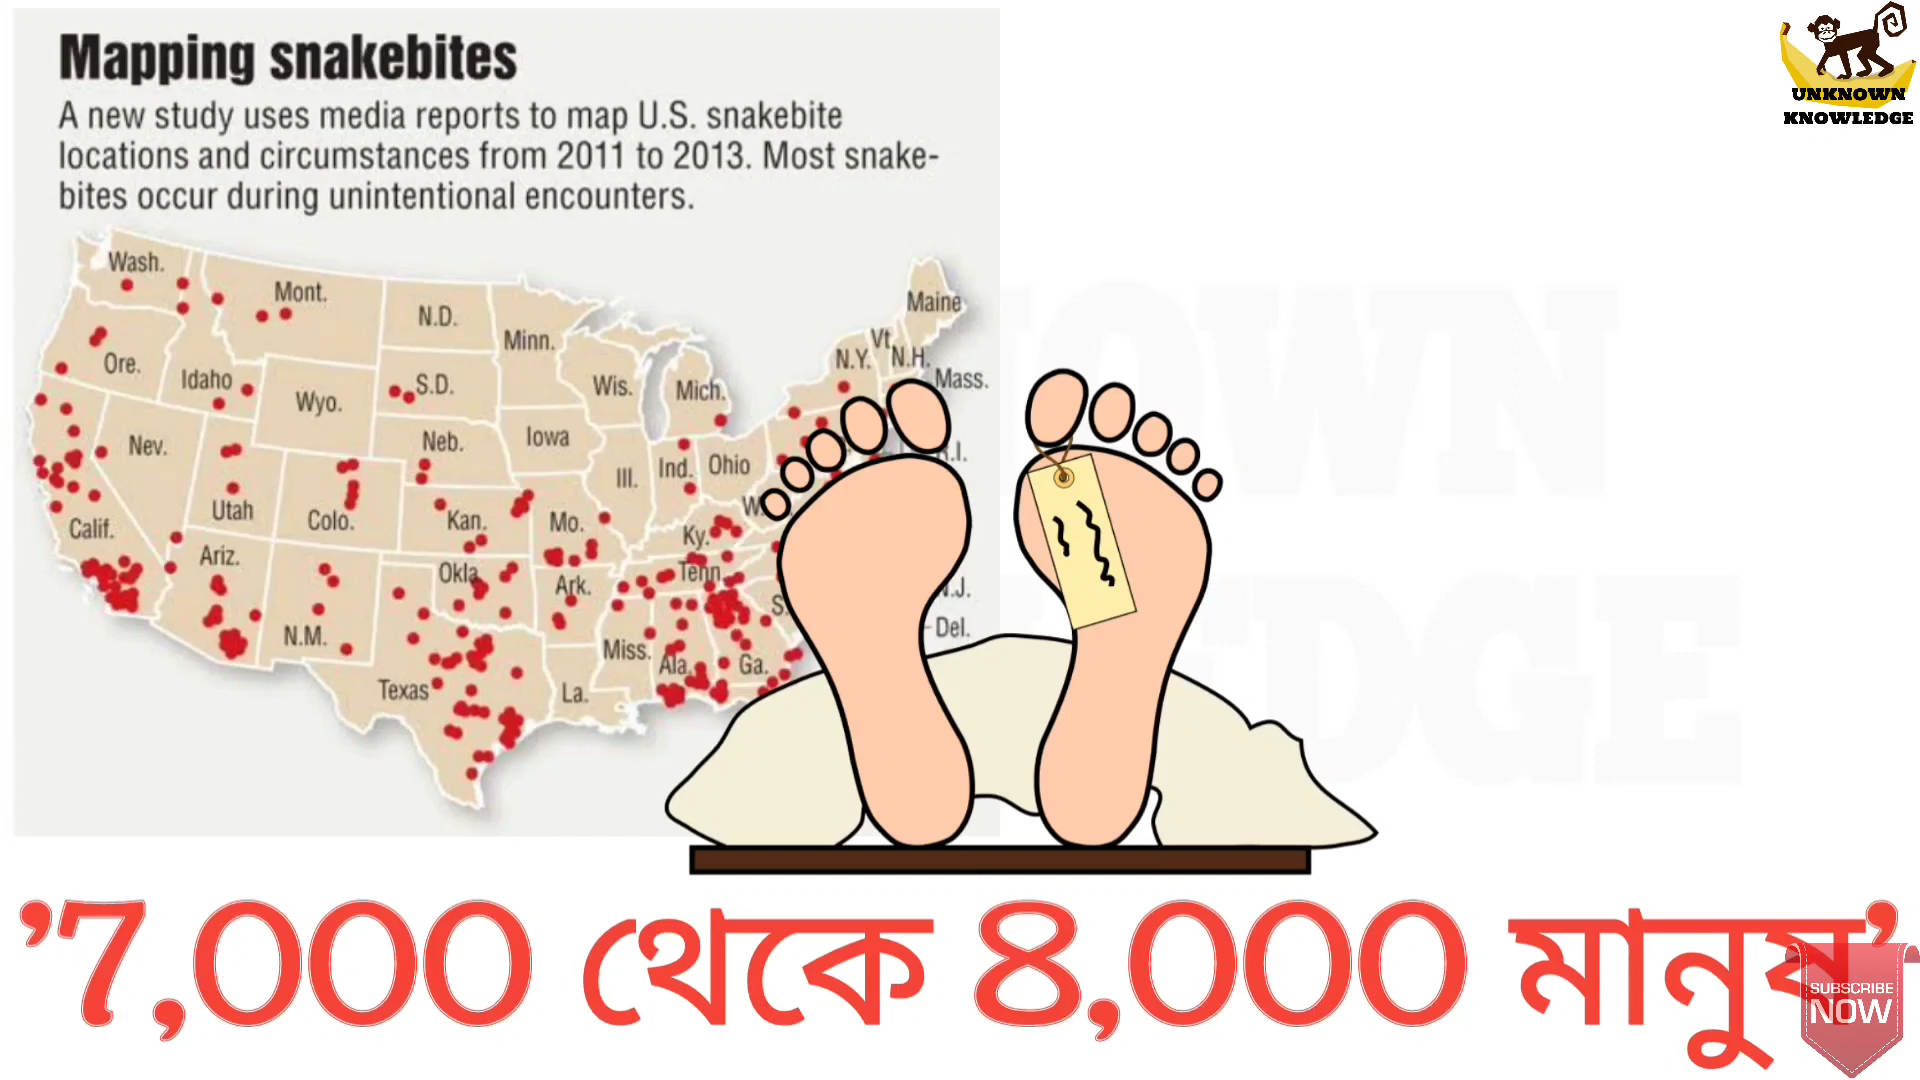 Mapping snakebites
A new study uses media reports to map U.S. snakebite
locations and circumstances from 2011 to 2013. Most snake-
bites occur during unintentional encounters.
UNKNOWN
KNOWLEDGE
Wash.
Mont.
N.D.
Minn.
Maine
Vt.
N.Y.
N.H.
Mass.
Ore.
Idaho
S.D.
Wis.
Mich.
Wyo.
Nev.
Neb.
Iowa
Ill.
Ind.
Ohio
Utah
Colo.
Kan.
Mo.
Ky.
Calif.
Ariz.
Okla.
Ark.
Tenn.
N.M.
Miss.
Ala.
Ga.
Del.
Texas
La.
’7,000 থেকে 8,000 মানুষ’
SUBSCRIBE
NOW